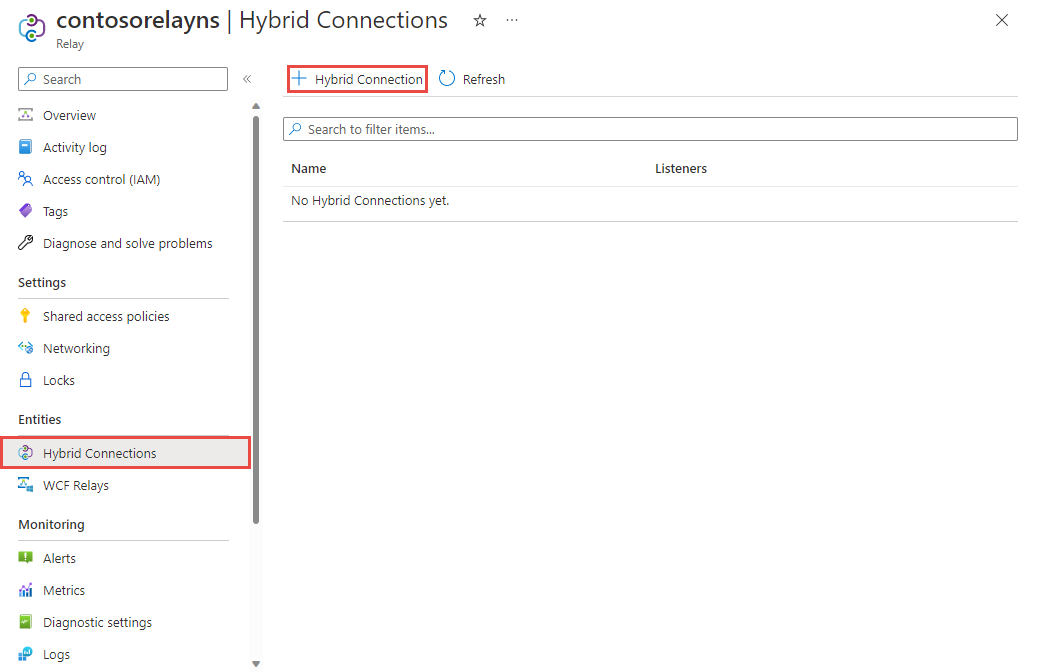 contosorelayns | Hybrid Connections
Relay
Search
Overview
Activity log
Access control (IAM)
Tags
Diagnose and solve problems
Settings
Shared access policies
Networking
Locks
Entities
Hybrid Connections
WCF Relays
Monitoring
Alerts
Metrics
Diagnostic settings
Logs
Hybrid Connection Refresh
Search to filter items...
Name Listeners
No Hybrid Connections yet.